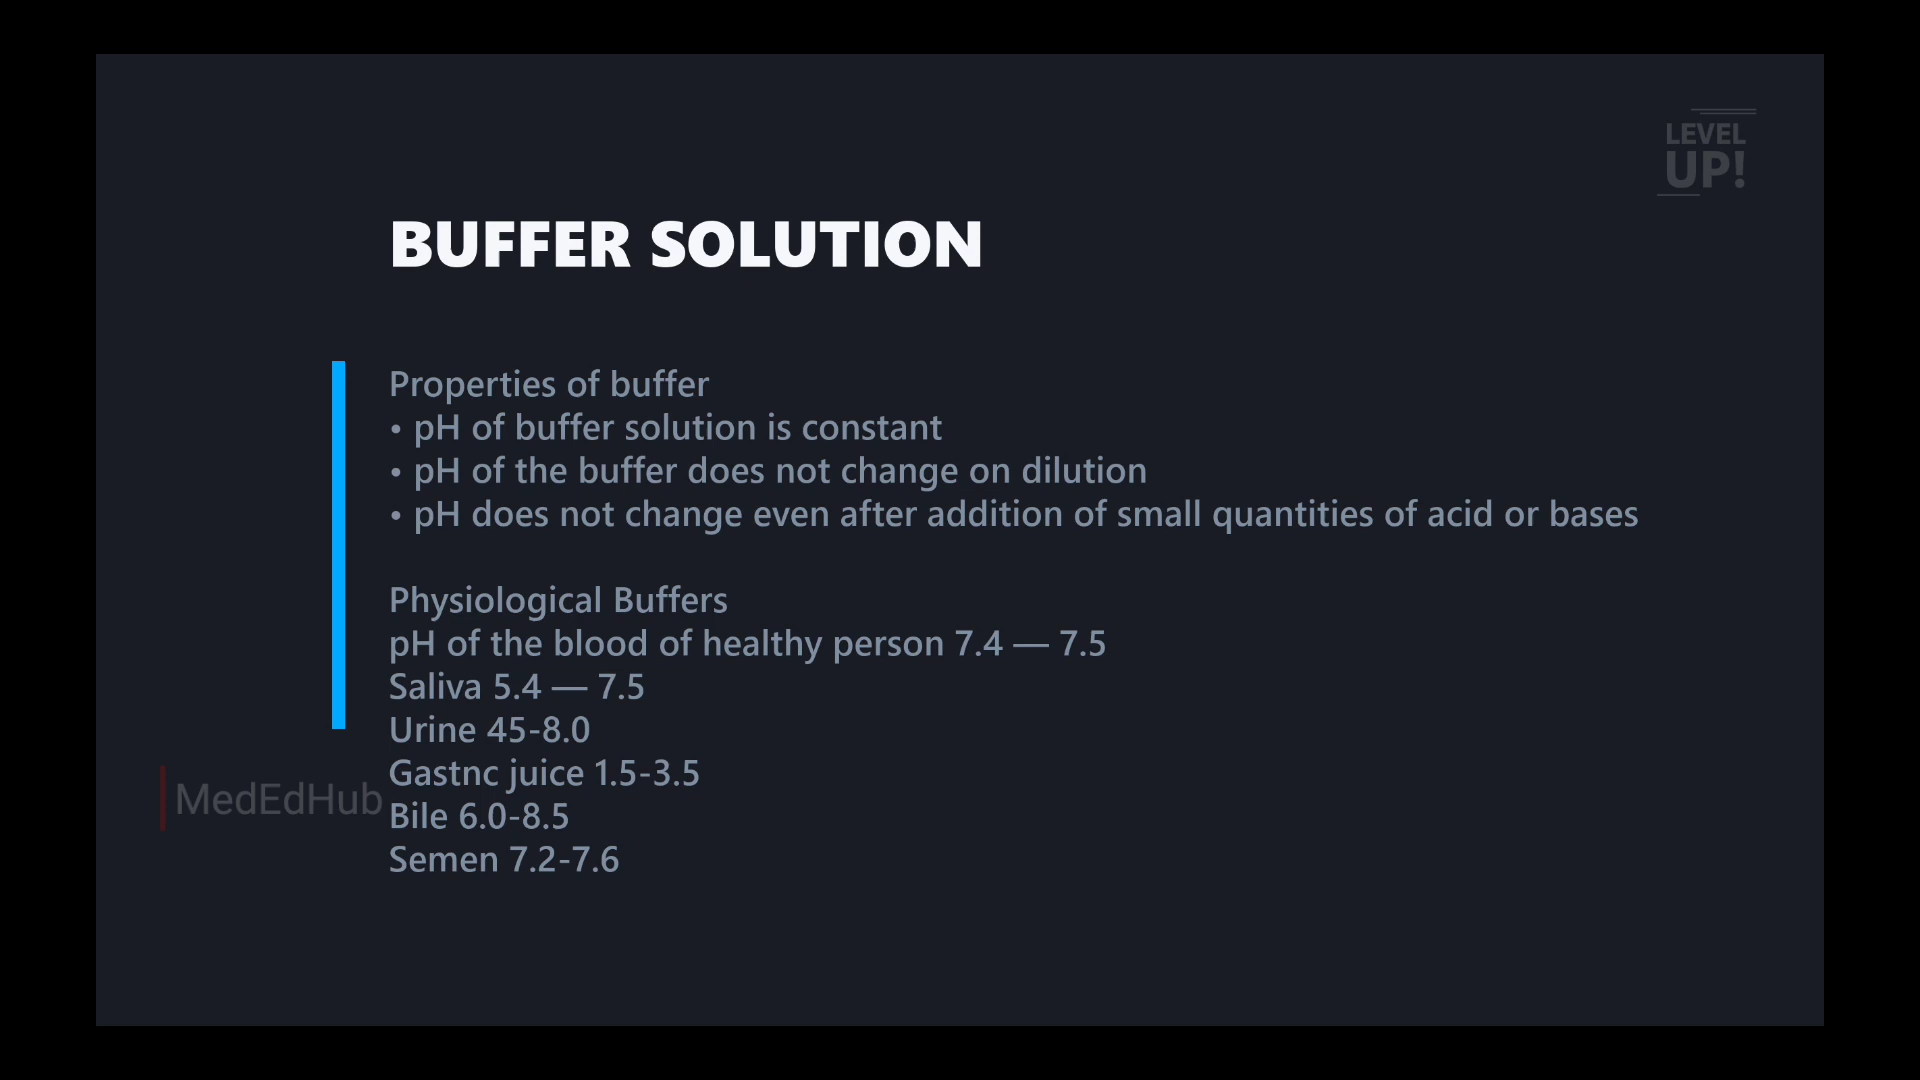 LEVEL
UP!
BUFFER SOLUTION
Properties of buffer
• pH of buffer solution is constant
• pH of the buffer does not change on dilution
• pH does not change even after addition of small quantities of acid or bases
Physiological Buffers
pH of the blood of healthy person 7.4 — 7.5
Saliva 5.4 — 7.5
Urine 45-8.0
Gastnc juice 1.5-3.5
MedEdHub
Bile 6.0-8.5
Semen 7.2-7.6